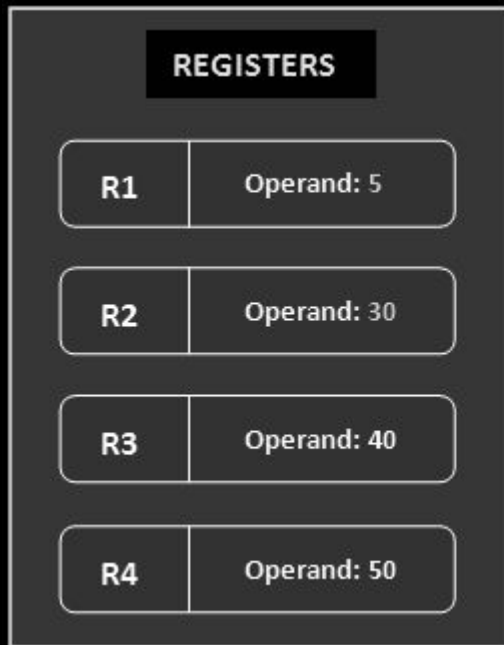 REGISTERS
R1 Operand: 5
R2 Operand: 30
R3 Operand: 40
R4 Operand: 50